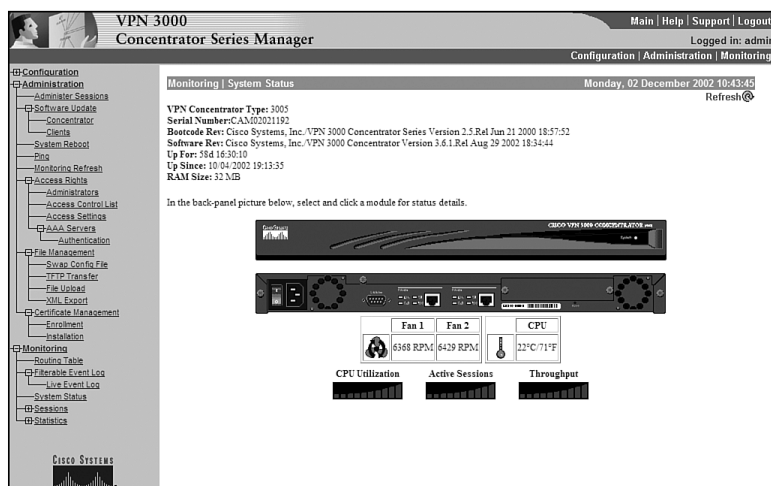 VPN 3000
Concentrator Series Manager
Main | Help | Support | Logout
Logged in: admin
Configuration | Administration | Monitoring
Configuration
Administration
Administer Sessions
Software Update
Concentrator
Clients
System Reboot
Ping
Monitoring Refresh
Access Rights
Administrators
Access Control List
Access Settings
AAA Servers
Authentication
File Management
Swap Config File
TFTP Transfer
File Upload
XML Export
Certificate Management
Enrollment
Installation
Monitoring
Routing Table
Filterable Event Log
Live Event Log
System Status
Sessions
Statistics
CISCO SYSTEMS
Monitoring | System Status
Monday, 02 December 2002 10:43:45
Refresh
VPN Concentrator Type: 3005
Serial Number:CAM02021192
Bootcode Rev: Cisco Systems, Inc./VPN 3000 Concentrator Series Version 2.5.Rel Jun 21 2000 18:57:52
Software Rev: Cisco Systems, Inc./VPN 3000 Concentrator Version 3.6.1.Rel Aug 29 2002 18:34:44
Up For: 58d 16:30:10
Up Since: 10/04/2002 19:13:35
RAM Size: 32 MB
In the back-panel picture below, select and click a module for status details.
CISCO SYSTEMS
CISCO VPN 3000 CONCENTRATOR
System
Fan 1
Fan 2
CPU
6368 RPM
6429 RPM
22°C/71°F
CPU Utilization
Active Sessions
Throughput